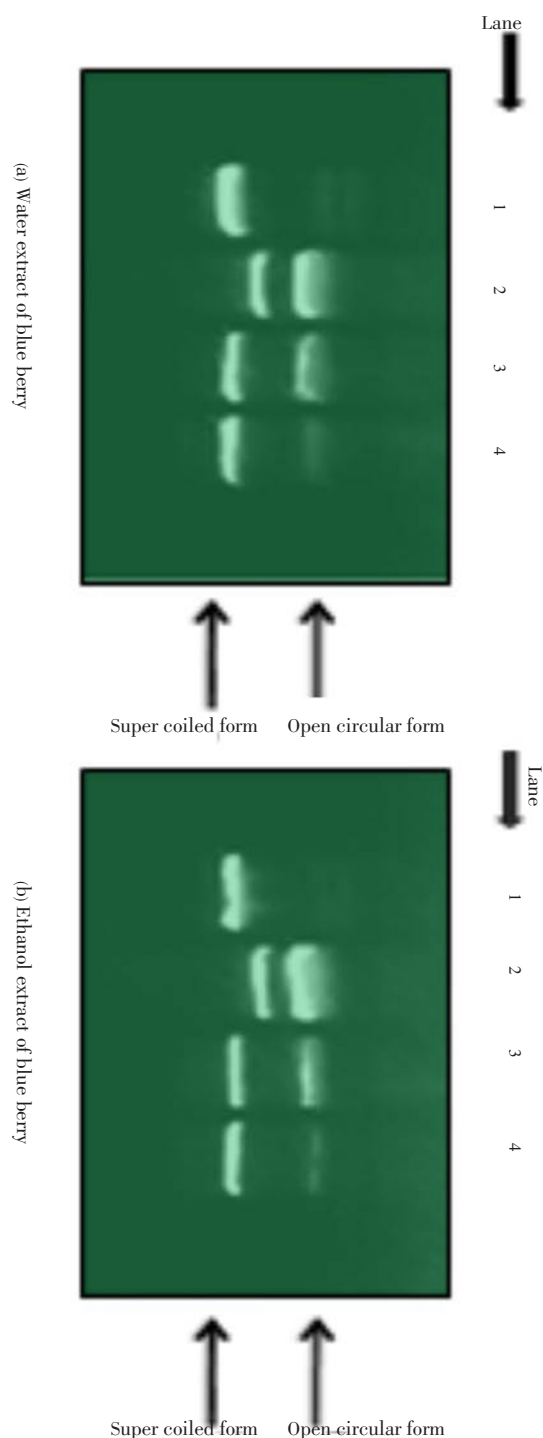 Lane
1
2
3
4
(a) Water extract of blue berry
Super coiled form Open circular form
Lane
1
2
3
4
(b) Ethanol extract of blue berry
Super coiled form Open circular form